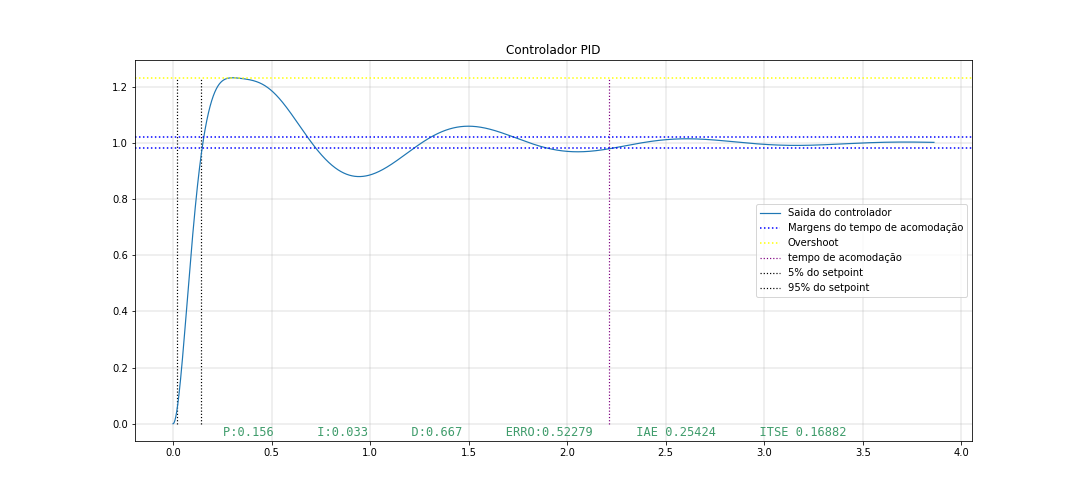 Controlador PID
1.2
1.0
0.8
0.6
0.4
0.2
0.0
Saida do controlador
Margens do tempo de acomodação
Overshoot
tempo de acomodação
5% do setpoint
95% do setpoint
P:0.156 I:0.033 D:0.667 ERRO:0.52279 IAE 0.25424 ITSE 0.16882
0.0 0.5 1.0 1.5 2.0 2.5 3.0 3.5 4.0